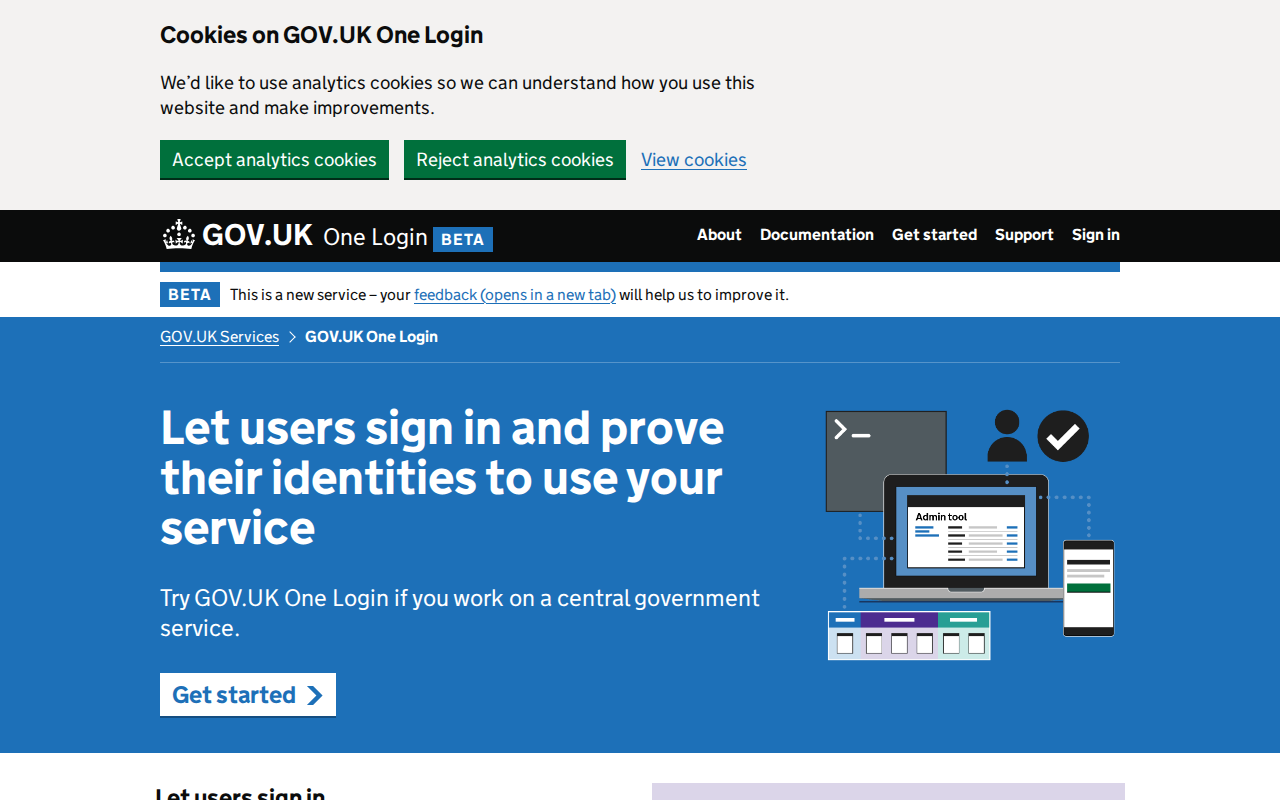 Cookies on GOV.UK One Login
We’d like to use analytics cookies so we can understand how you use this
website and make improvements.
Accept analytics cookies
Reject analytics cookies
View cookies
GOV.UK One Login BETA
About
Documentation
Get started
Support
Sign in
BETA This is a new service – your feedback (opens in a new tab) will help us to improve it.
GOV.UK Services
GOV.UK One Login
Let users sign in and prove
their identities to use your
service
Admin tool
Try GOV.UK One Login if you work on a central government
service.
Get started
Let users sign in